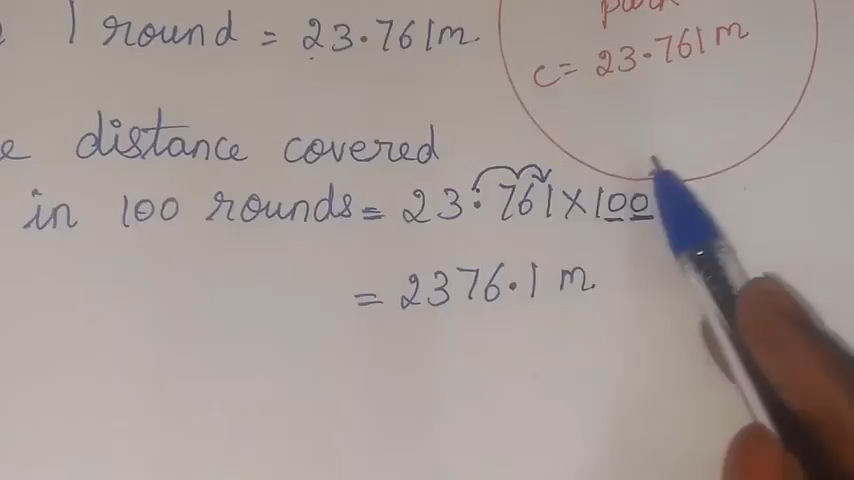 1 round = 23.761m
park
C = 23.761 m
distance covered
in 100 rounds = 23.761 × 100
= 2376.1 m